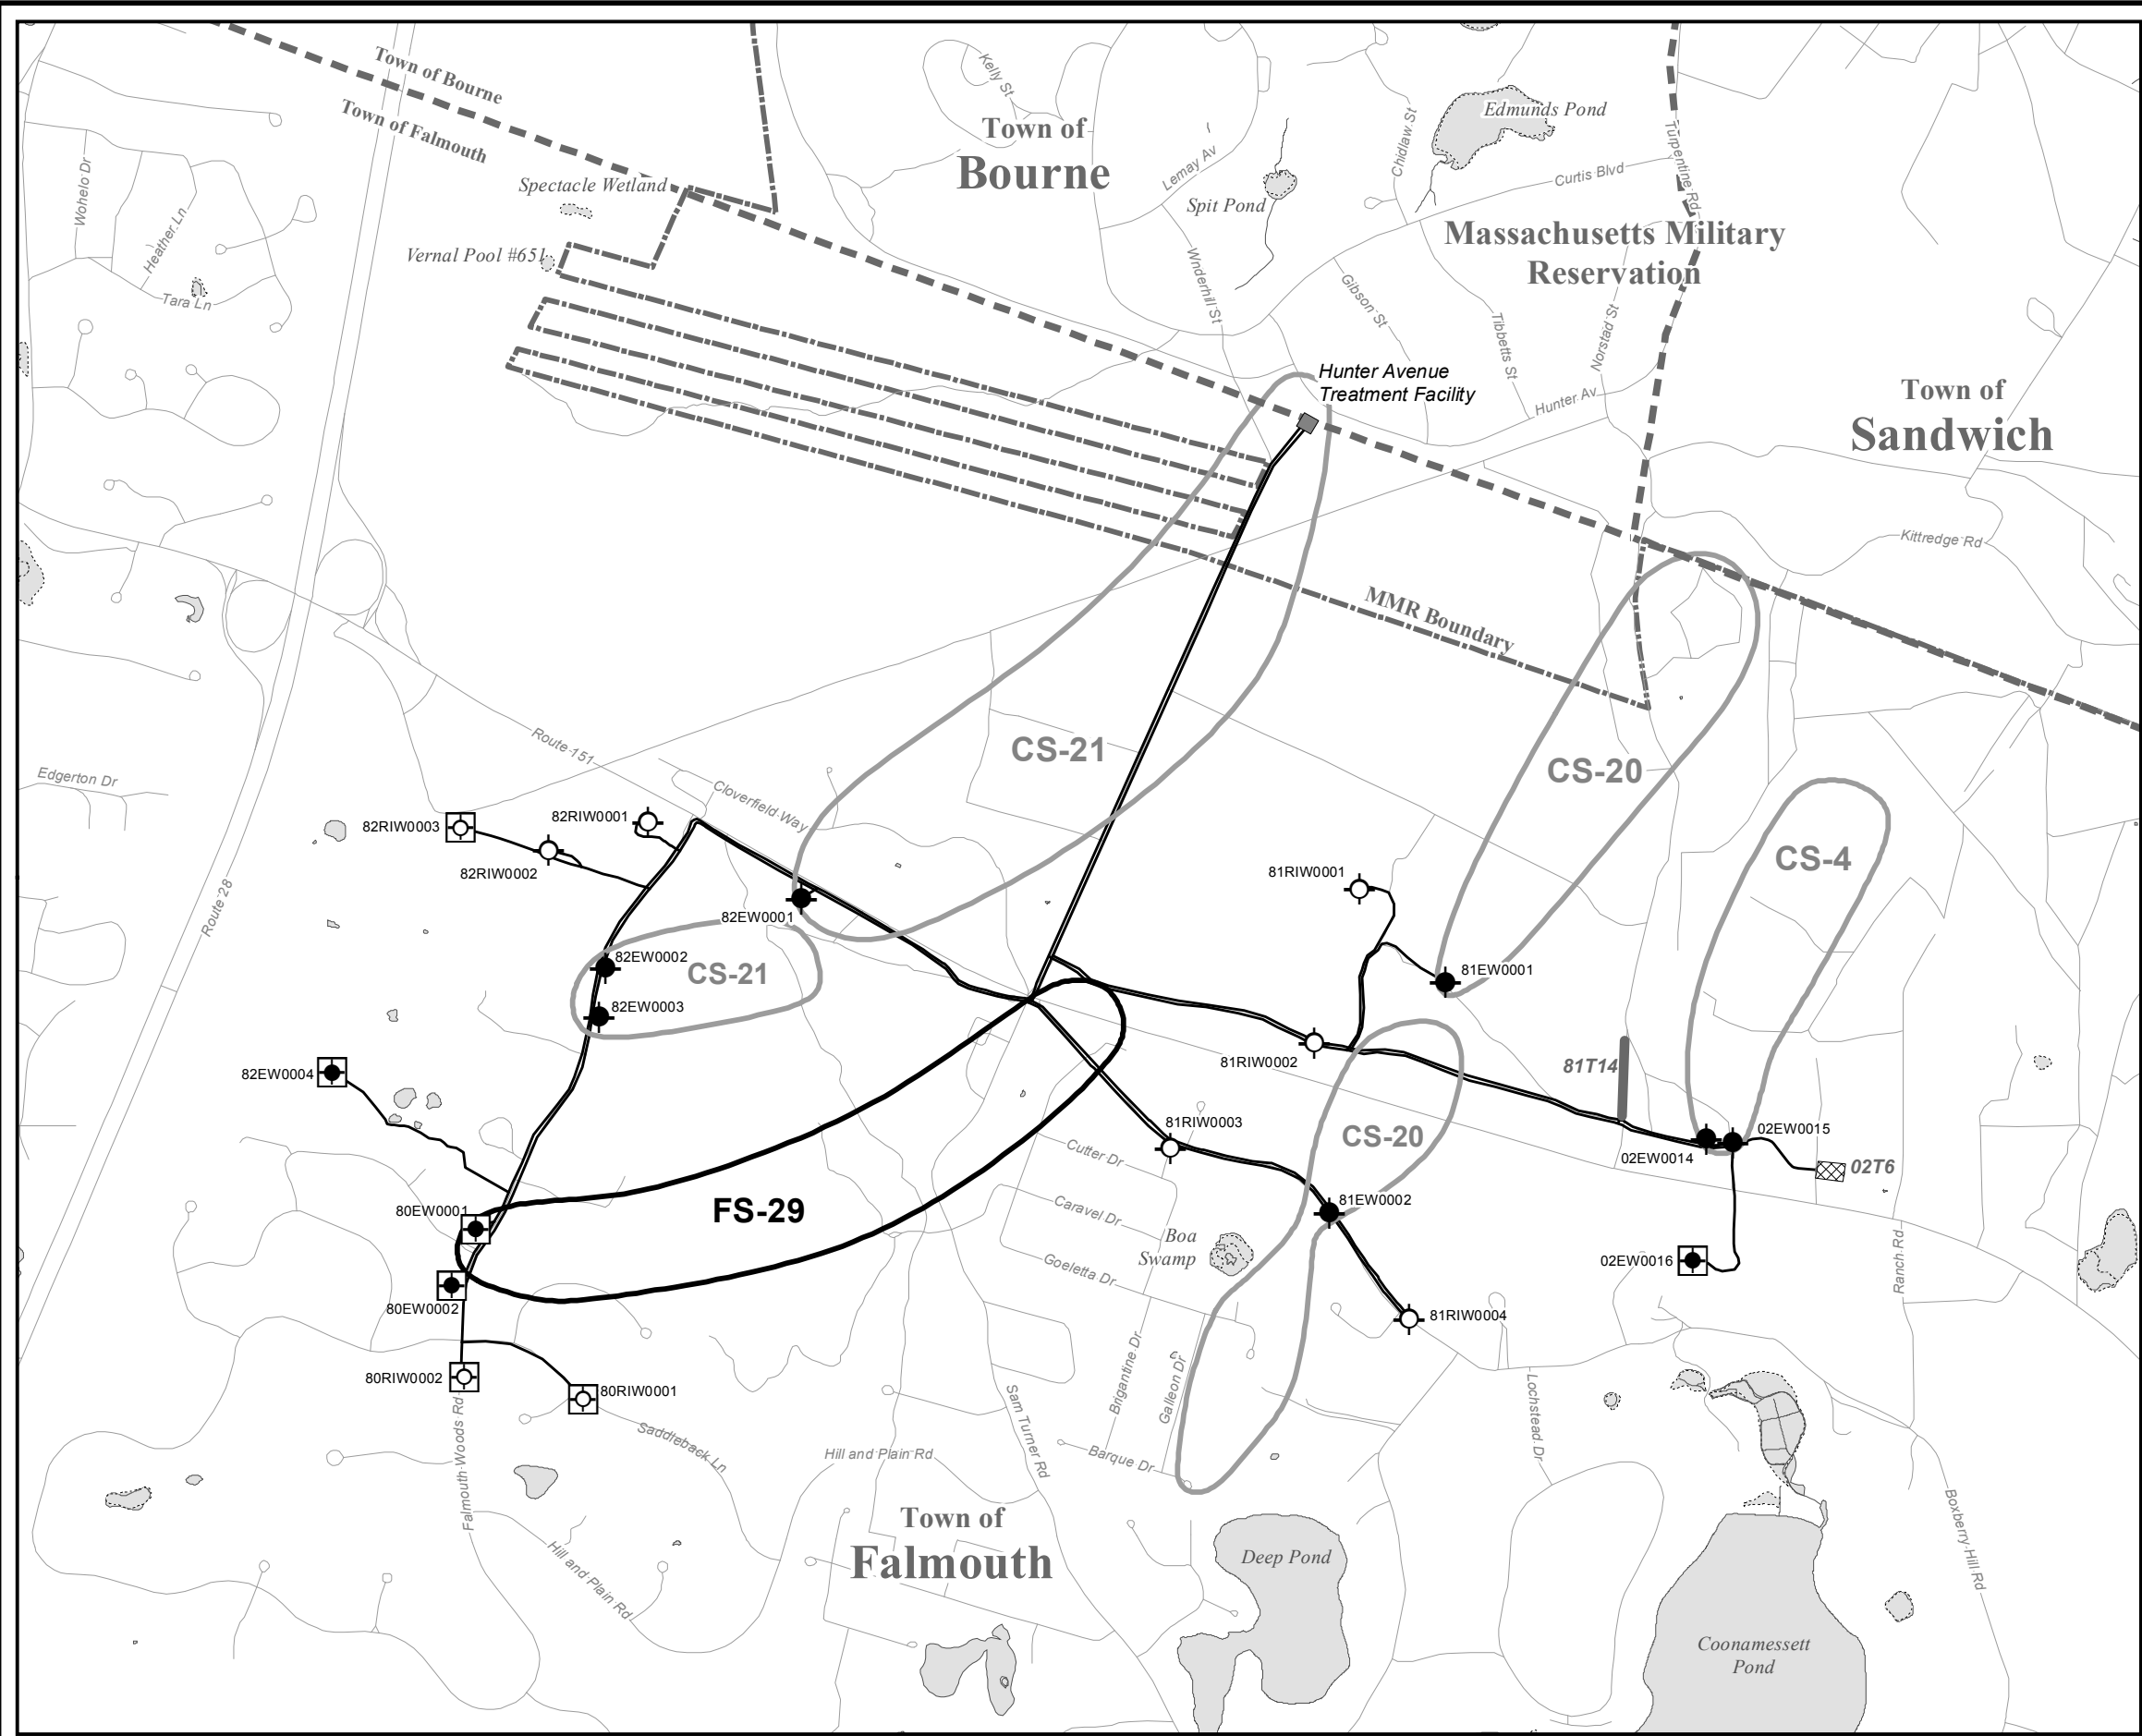 Town of Bourne
Town of Falmouth
Kelly St
Town of
Bourne
Edmunds Pond
Chidlaw St
Turpentine Rd
Curtis Blvd
Lemay Av
Spit Pond
Spectacle Wetland
Vernal Pool #651
Wohelo Dr
Heather Ln
Tara Ln
Massachusetts Military
Reservation
Wnderhill St
Gibson St
Tibbetts St
Norstad St
Hunter Av
Hunter Avenue
Treatment Facility
Town of
Sandwich
Kittredge Rd
MMR Boundary
CS-21
CS-20
Route 151
Cloverfield Way
Edgerton Dr
Route 28
82RIW0003
82RIW0001
82RIW0002
CS-4
81RIW0001
82EW0001
82EW0002
CS-21
81EW0001
82EW0003
82EW0004
81RIW0002
81T14
81RIW0003
CS-20
02EW0015
02EW0014
02T6
Cutter Dr
80EW0001
FS-29
Caravel Dr
81EW0002
Boa
Swamp
Goeletta Dr
02EW0016
Ranch Rd
80EW0002
81RIW0004
80RIW0002
80RIW0001
Brigantine Dr
Galleon Dr
Lochstead Dr
Sam Turner Rd
Falmouth Woods Rd
Saddleback Ln
Hill and Plain Rd
Barque Dr
Boxberry Hill Rd
Town of
Falmouth
Hill and Plain Rd
Deep Pond
Coonamessett
Pond